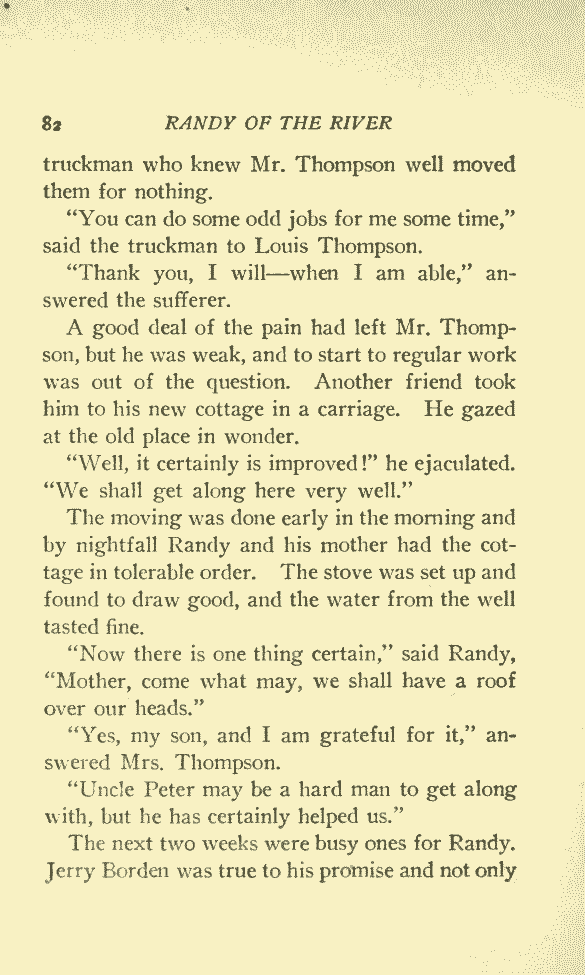 82 RANDY OF THE RIVER
truckman who knew Mr. Thompson well moved
them for nothing.
“You can do some odd jobs for me some time,”
said the truckman to Louis Thompson.
“Thank you, I will—when I am able,” an-
swered the sufferer.
A good deal of the pain had left Mr. Thomp-
son, but he was weak, and to start to regular work
was out of the question. Another friend took
him to his new cottage in a carriage. He gazed
at the old place in wonder.
“Well, it certainly is improved!” he ejaculated.
“We shall get along here very well.”
The moving was done early in the morning and
by nightfall Randy and his mother had the cot-
tage in tolerable order. The stove was set up and
found to draw good, and the water from the well
tasted fine.
“Now there is one thing certain,” said Randy,
“Mother, come what may, we shall have a roof
over our heads.”
“Yes, my son, and I am grateful for it,” an-
swered Mrs. Thompson.
“Uncle Peter may be a hard man to get along
with, but he has certainly helped us.”
The next two weeks were busy ones for Randy.
Jerry Borden was true to his promise and not only